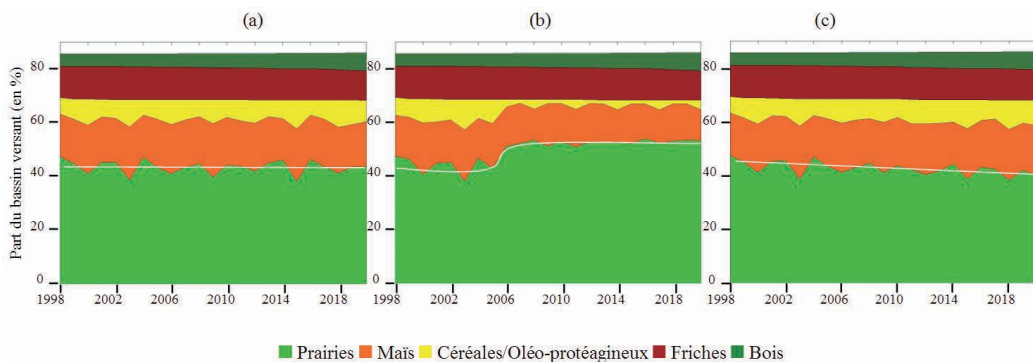 (a) (b) (c)
Part du bassin versant (en %)
80 80 80
60 60 60
40 40 40
20 20 20
0 0 0
1998 2002 2006 2010 2014 2018 1998 2002 2006 2010 2014 2018 1998 2002 2006 2010 2014 2018
Prairies Maïs Céréales/Oléo-protéagineux Friches Bois